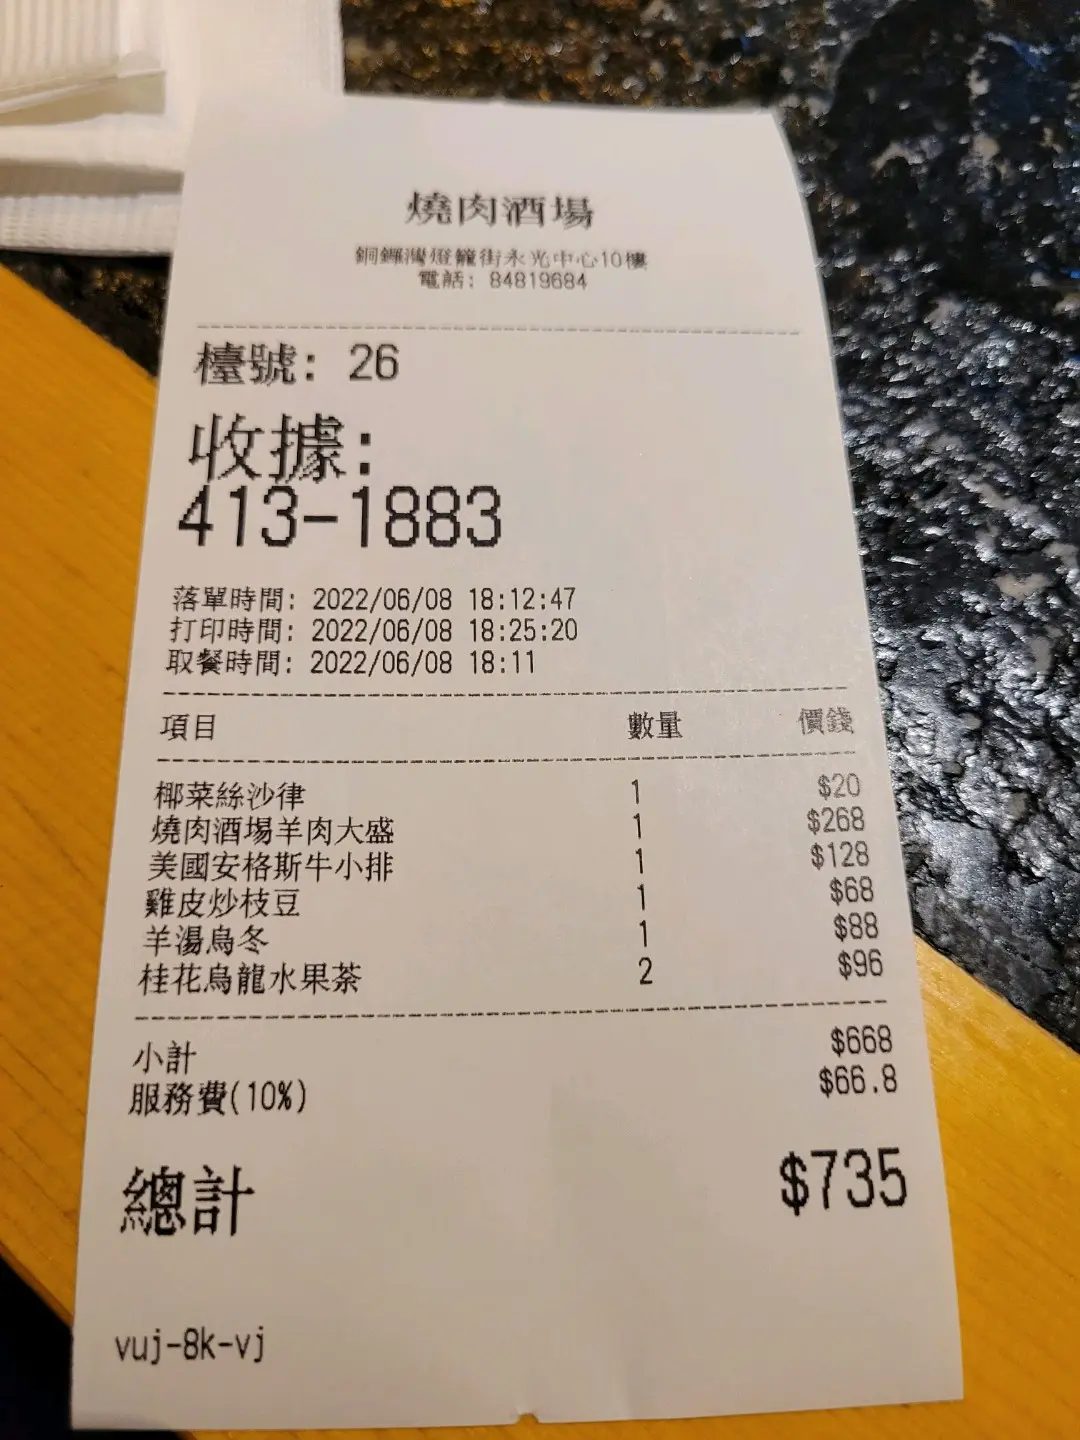 燒肉酒場
銅鑼灣燈籠街永光中心10樓
電話: 84819684
檯號: 26
收據:
413-1883
落單時間: 2022/06/08 18:12:47
打印時間: 2022/06/08 18:25:20
取餐時間: 2022/06/08 18:11
項目 數量 價錢
椰菜絲沙律 1 $20
燒肉酒場羊肉大盛 1 $268
美國安格斯牛小排 1 $128
雞皮炒枝豆 1 $68
羊湯烏冬 1 $88
桂花烏龍水果茶 2 $96
小計 $668
服務費(10%) $66.8
總計 $735
vuj-8k-vj